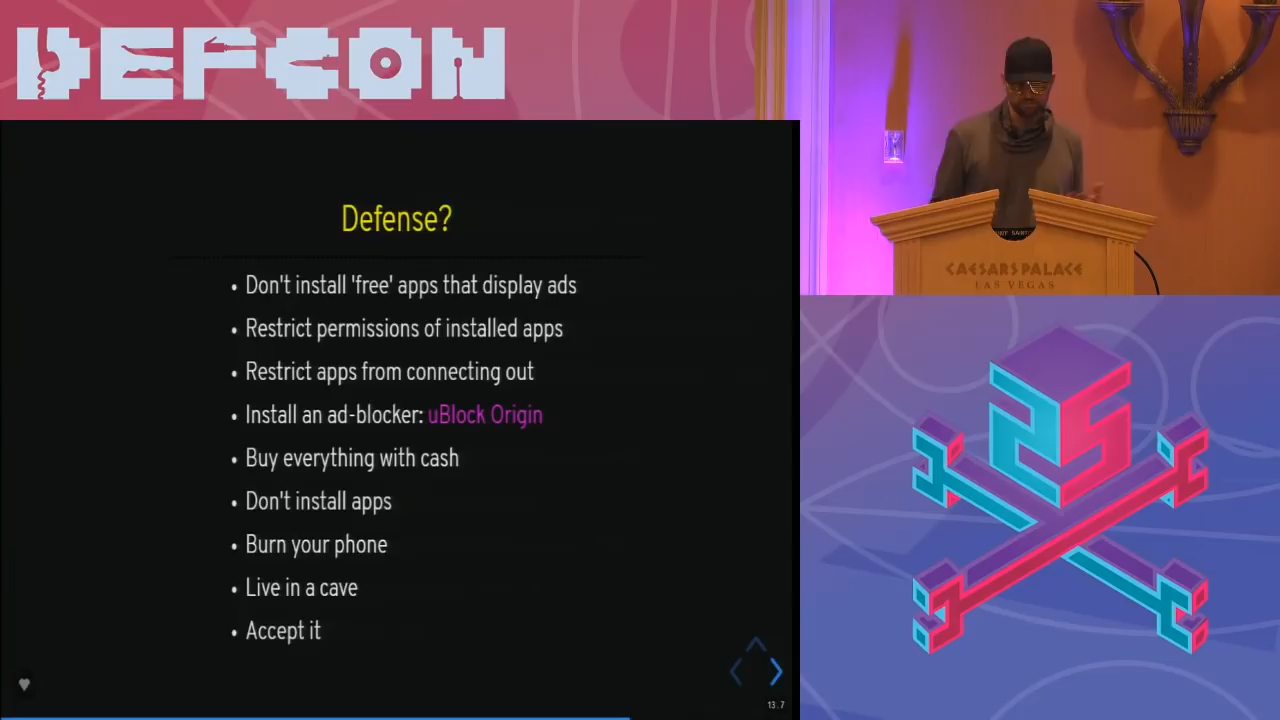 DEFCON
Defense?
• Don't install 'free' apps that display ads
• Restrict permissions of installed apps
• Restrict apps from connecting out
• Install an ad-blocker: uBlock Origin
• Buy everything with cash
• Don't install apps
• Burn your phone
• Live in a cave
• Accept it
13.7
CAESARS PALACE
LAS VEGAS
25